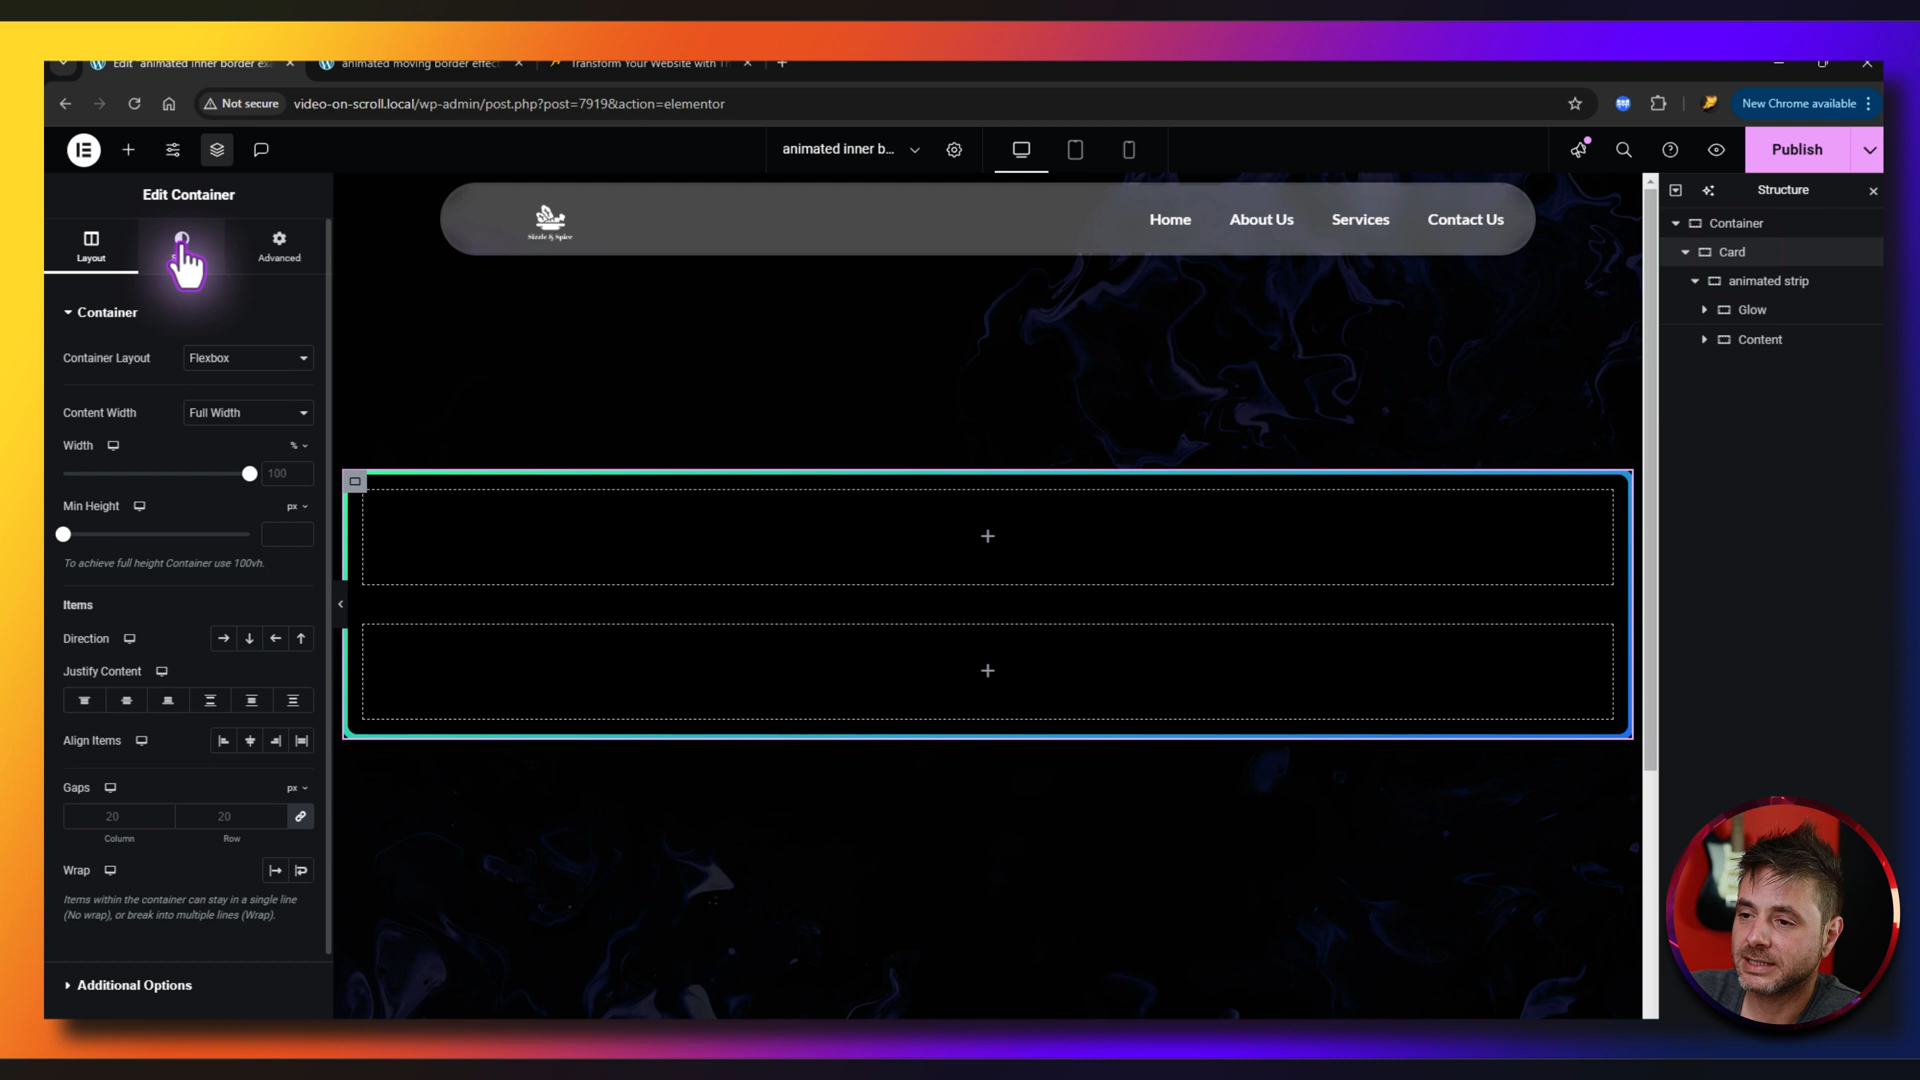 Edit "animated inner border ex
animated moving border effect
Transform Your Website with Th
Not secure
video-on-scroll.local/wp-admin/post.php?post=7919&action=elementor
New Chrome available
animated inner b...
Publish
Edit Container
Layout
Advanced
Container
Container Layout
Flexbox
Content Width
Full Width
Width
%
100
Min Height
px
To achieve full height Container use 100vh.
Items
Direction
Justify Content
Align Items
Gaps
px
20
20
Column
Row
Wrap
Items within the container can stay in a single line
(No wrap), or break into multiple lines (Wrap).
Additional Options
Sizzle & Spice
Home
About Us
Services
Contact Us
Structure
Container
Card
animated strip
Glow
Content